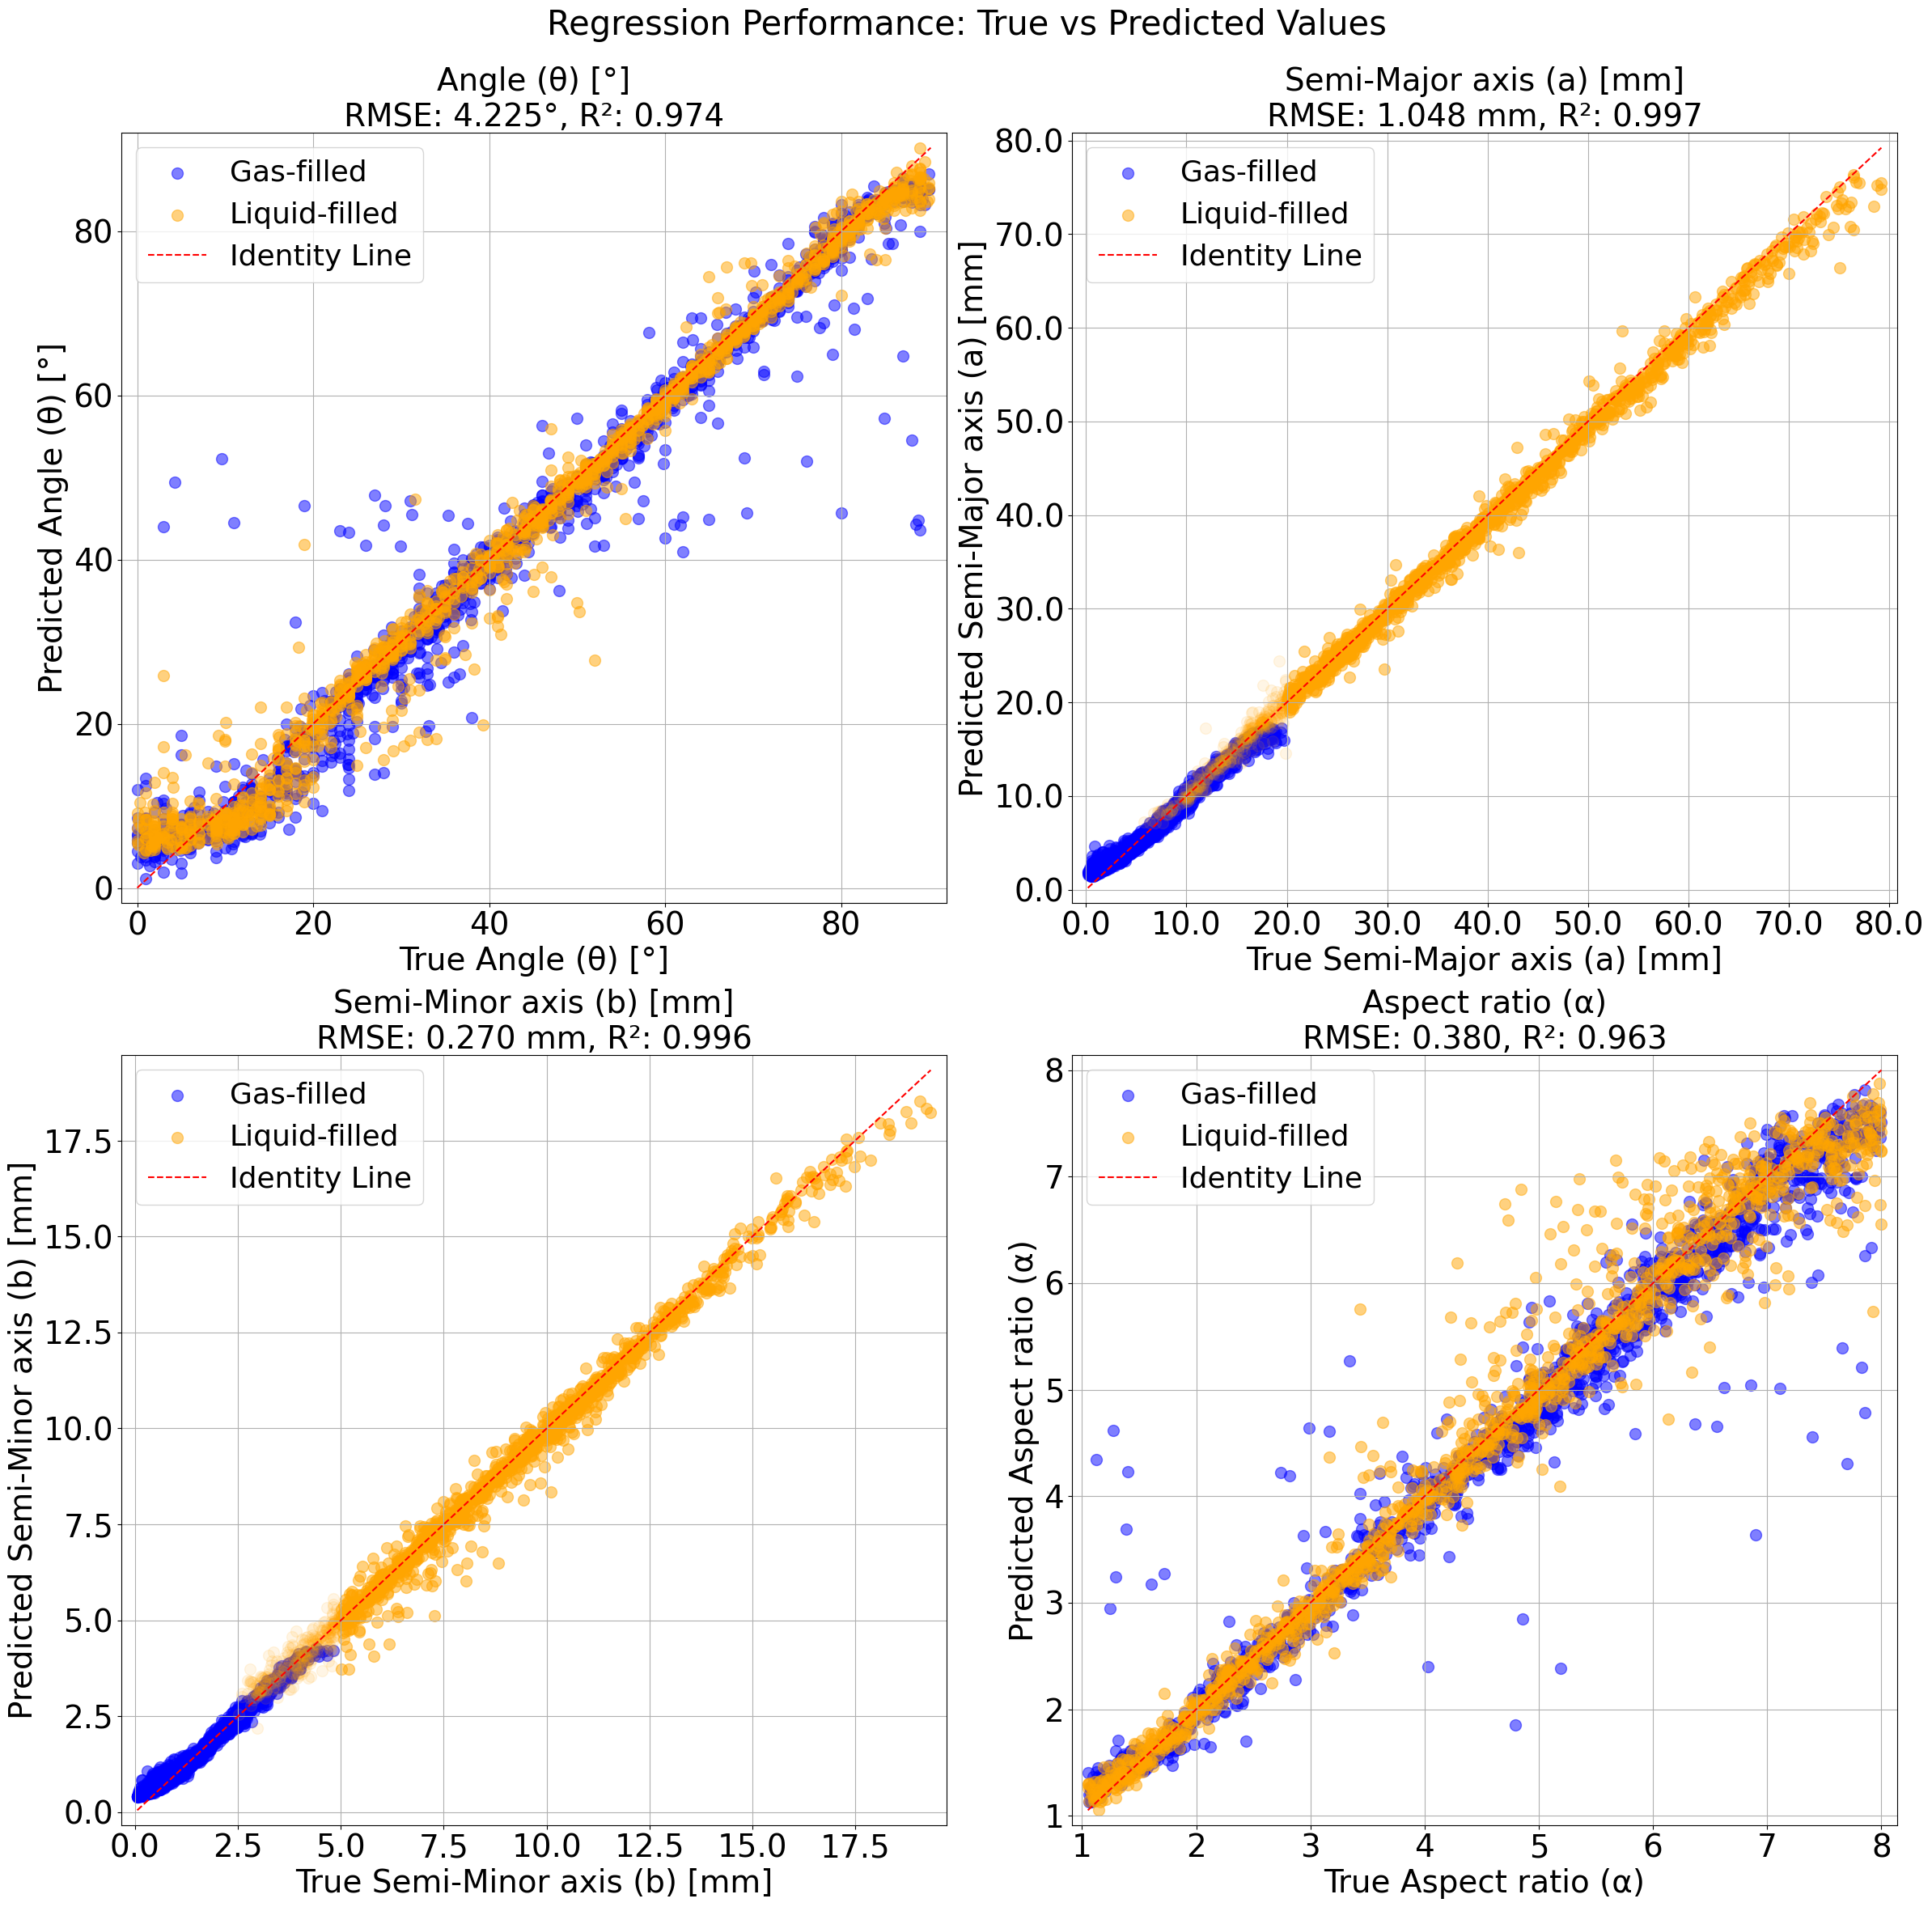 Regression Performance: True vs Predicted Values
Angle (θ) [°]
RMSE: 4.225°, R²: 0.974
Gas-filled
Liquid-filled
Identity Line
Predicted Angle (θ) [°]
80
60
40
20
0
0 20 40 60 80
True Angle (θ) [°]
Semi-Major axis (a) [mm]
RMSE: 1.048 mm, R²: 0.997
Gas-filled
Liquid-filled
Identity Line
Predicted Semi-Major axis (a) [mm]
80.0
70.0
60.0
50.0
40.0
30.0
20.0
10.0
0.0
0.0 10.0 20.0 30.0 40.0 50.0 60.0 70.0 80.0
True Semi-Major axis (a) [mm]
Semi-Minor axis (b) [mm]
RMSE: 0.270 mm, R²: 0.996
Gas-filled
Liquid-filled
Identity Line
Predicted Semi-Minor axis (b) [mm]
17.5
15.0
12.5
10.0
7.5
5.0
2.5
0.0
0.0 2.5 5.0 7.5 10.0 12.5 15.0 17.5
True Semi-Minor axis (b) [mm]
Aspect ratio (α)
RMSE: 0.380, R²: 0.963
Gas-filled
Liquid-filled
Identity Line
Predicted Aspect ratio (α)
8
7
6
5
4
3
2
1
1 2 3 4 5 6 7 8
True Aspect ratio (α)